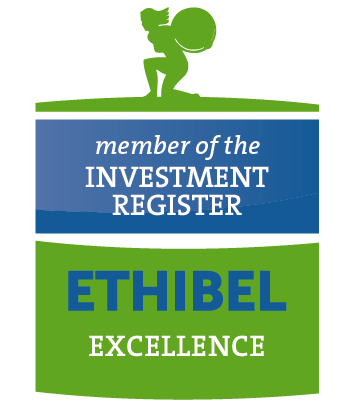 member of the
INVESTMENT
REGISTER
ETHIBEL
EXCELLENCE